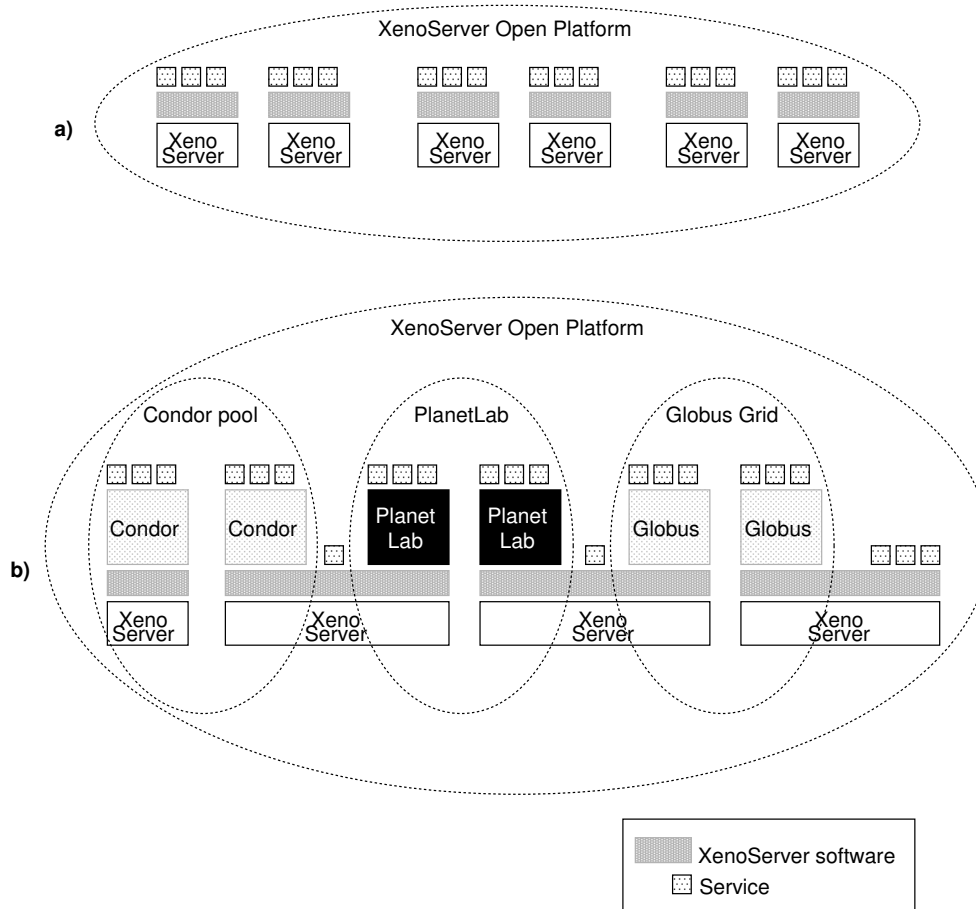 XenoServer Open Platform
a)
Xeno
Server
Xeno
Server
Xeno
Server
Xeno
Server
Xeno
Server
Xeno
Server
XenoServer Open Platform
Condor pool
PlanetLab
Globus Grid
Condor
Condor
Planet
Lab
Planet
Lab
Globus
Globus
b)
Xeno
Server
Xeno
Server
Xeno
Server
Xeno
Server
XenoServer software
Service